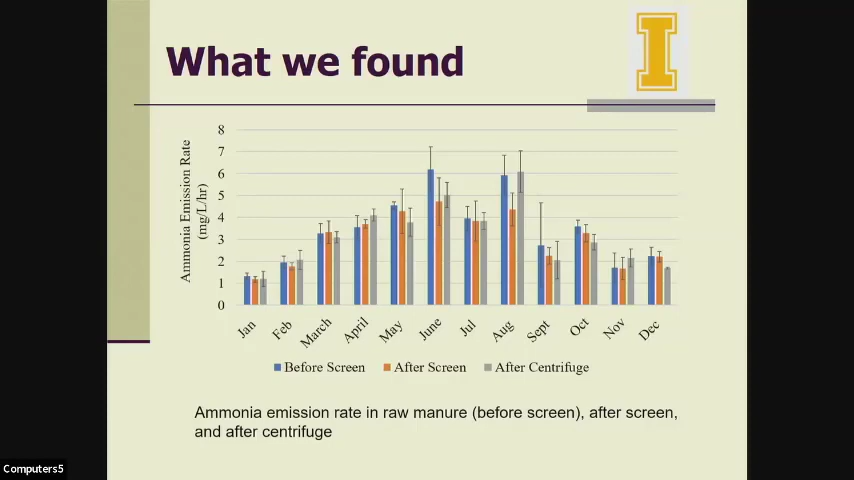 What we found
I
Ammonia Emission Rate
(mg/L/hr)
8
7
6
5
4
3
2
1
0
Jan
Feb
March
April
May
June
Jul
Aug
Sept
Oct
Nov
Dec
Before Screen
After Screen
After Centrifuge
Ammonia emission rate in raw manure (before screen), after screen,
and after centrifuge
Computers5